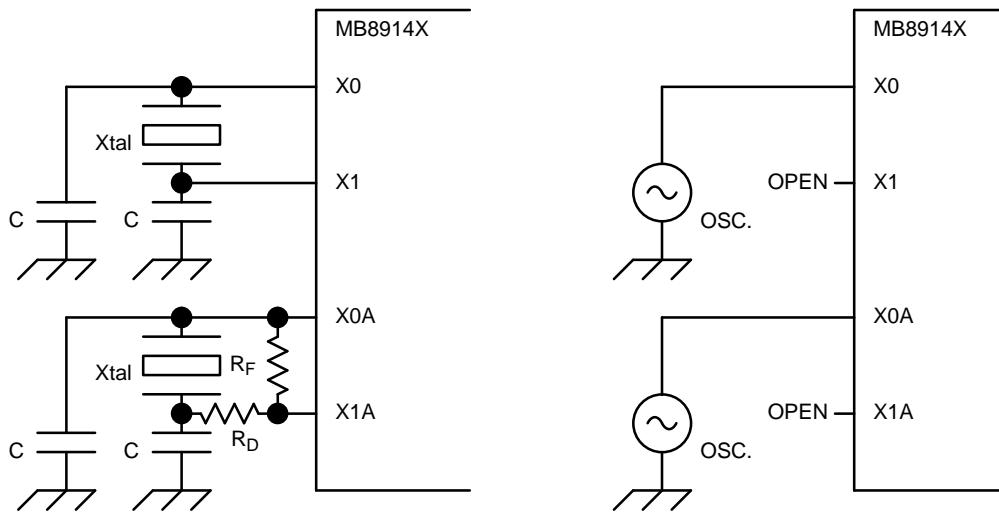 MB8914X
X0
Xtal
X1
C
C
X0A
Xtal
RF
X1A
RD
C
C
MB8914X
X0
OPEN
X1
OSC.
X0A
OPEN
X1A
OSC.